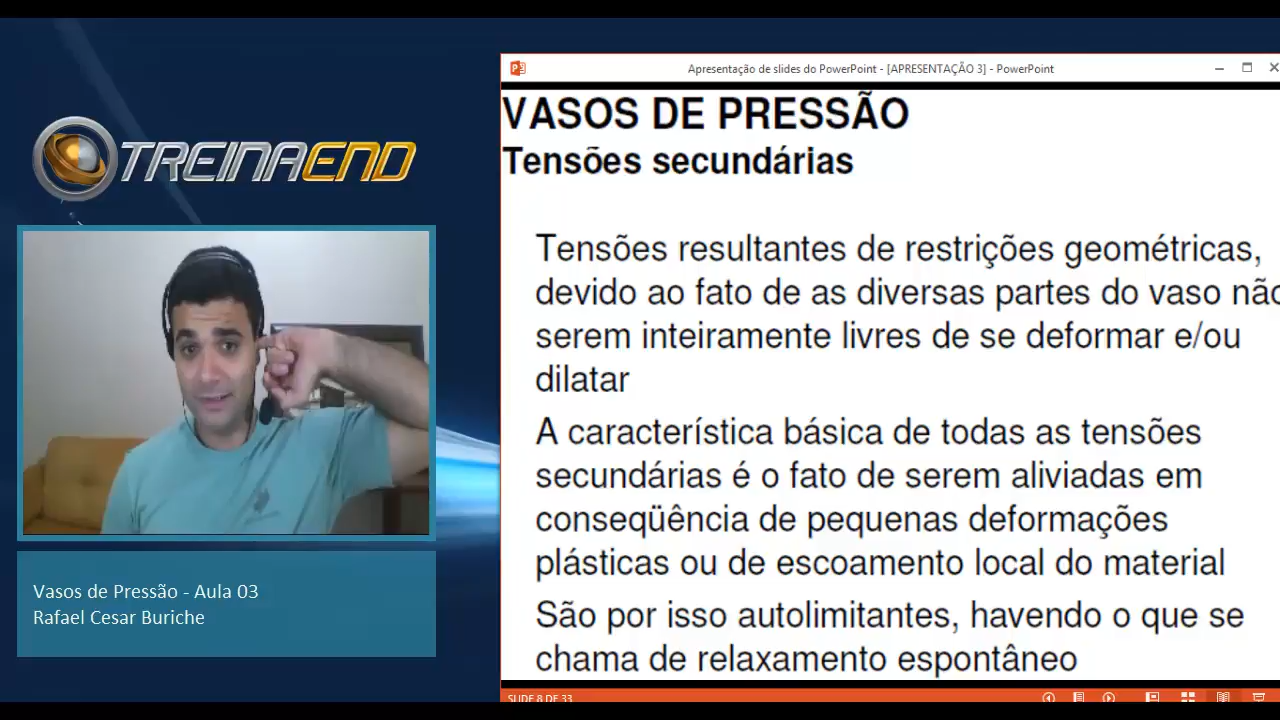 Apresentação de slides do PowerPoint - [APRESENTAÇÃO 3] - PowerPoint
VASOS DE PRESSÃO
Tensões secundárias
TREINAEND
Tensões resultantes de restrições geométricas,
devido ao fato de as diversas partes do vaso não
serem inteiramente livres de se deformar e/ou
dilatar
A característica básica de todas as tensões
secundárias é o fato de serem aliviadas em
conseqüência de pequenas deformações
plásticas ou de escoamento local do material
São por isso autolimitantes, havendo o que se
chama de relaxamento espontâneo
Vasos de Pressão - Aula 03
Rafael Cesar Buriche
SLIDE 8 DE 33